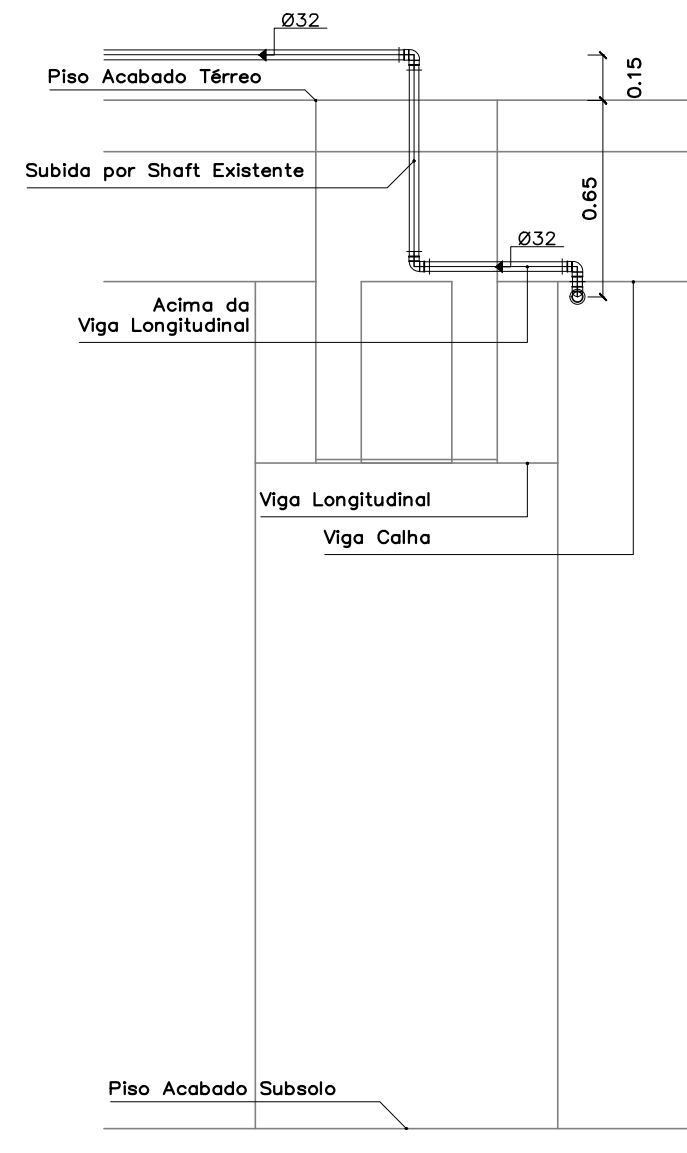 Ø32
Piso Acabado Térreo
0.15
Subida por Shaft Existente
0.65
Ø32
Acima da
Viga Longitudinal
Viga Longitudinal
Viga Calha
Piso Acabado Subsolo